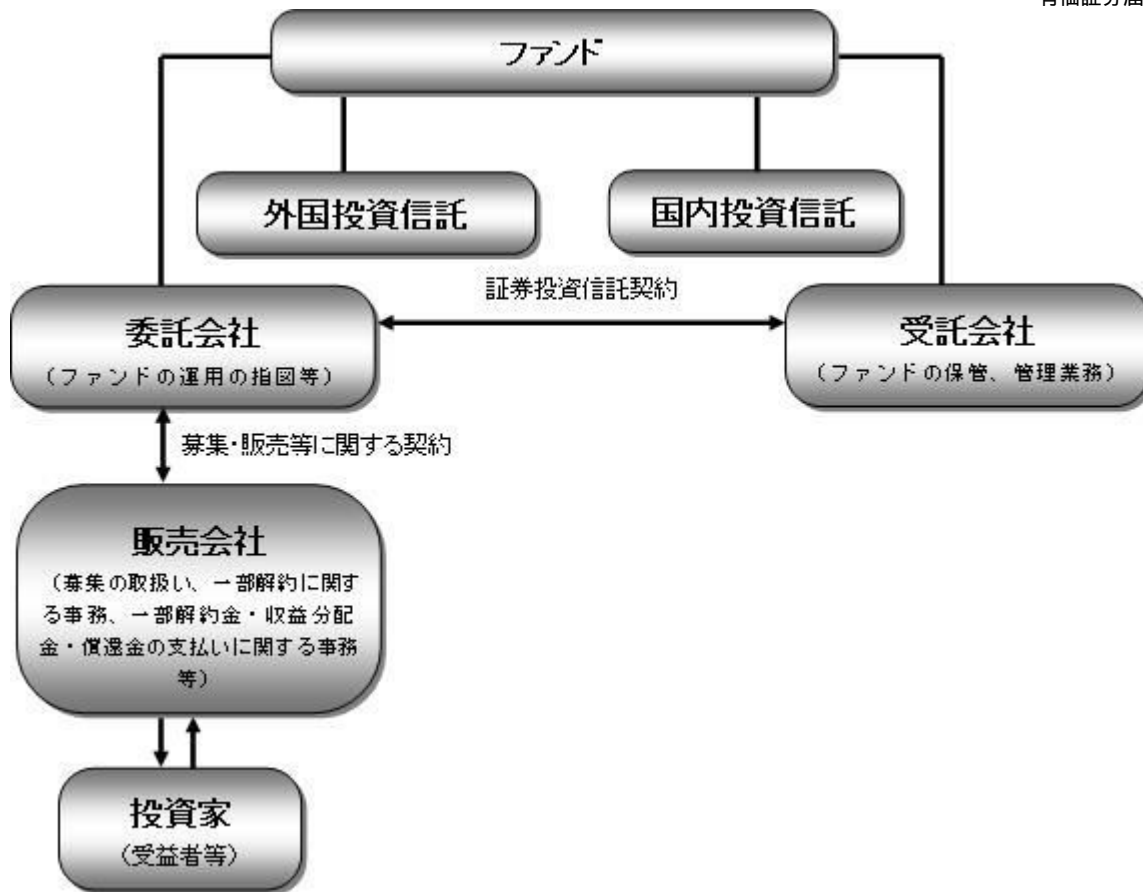 ファンド
外国投資信託
国内投資信託
証券投資信託契約
委託会社
(ファンドの運用の指図等)
受託会社
(ファンドの保管、管理業務)
募集・販売等に関する契約
販売会社
(募集の取扱い、一部解約に関す
る事務、一部解約金・収益分配
金・償還金の支払いに関する事務
等)
投資家
(受益者等)